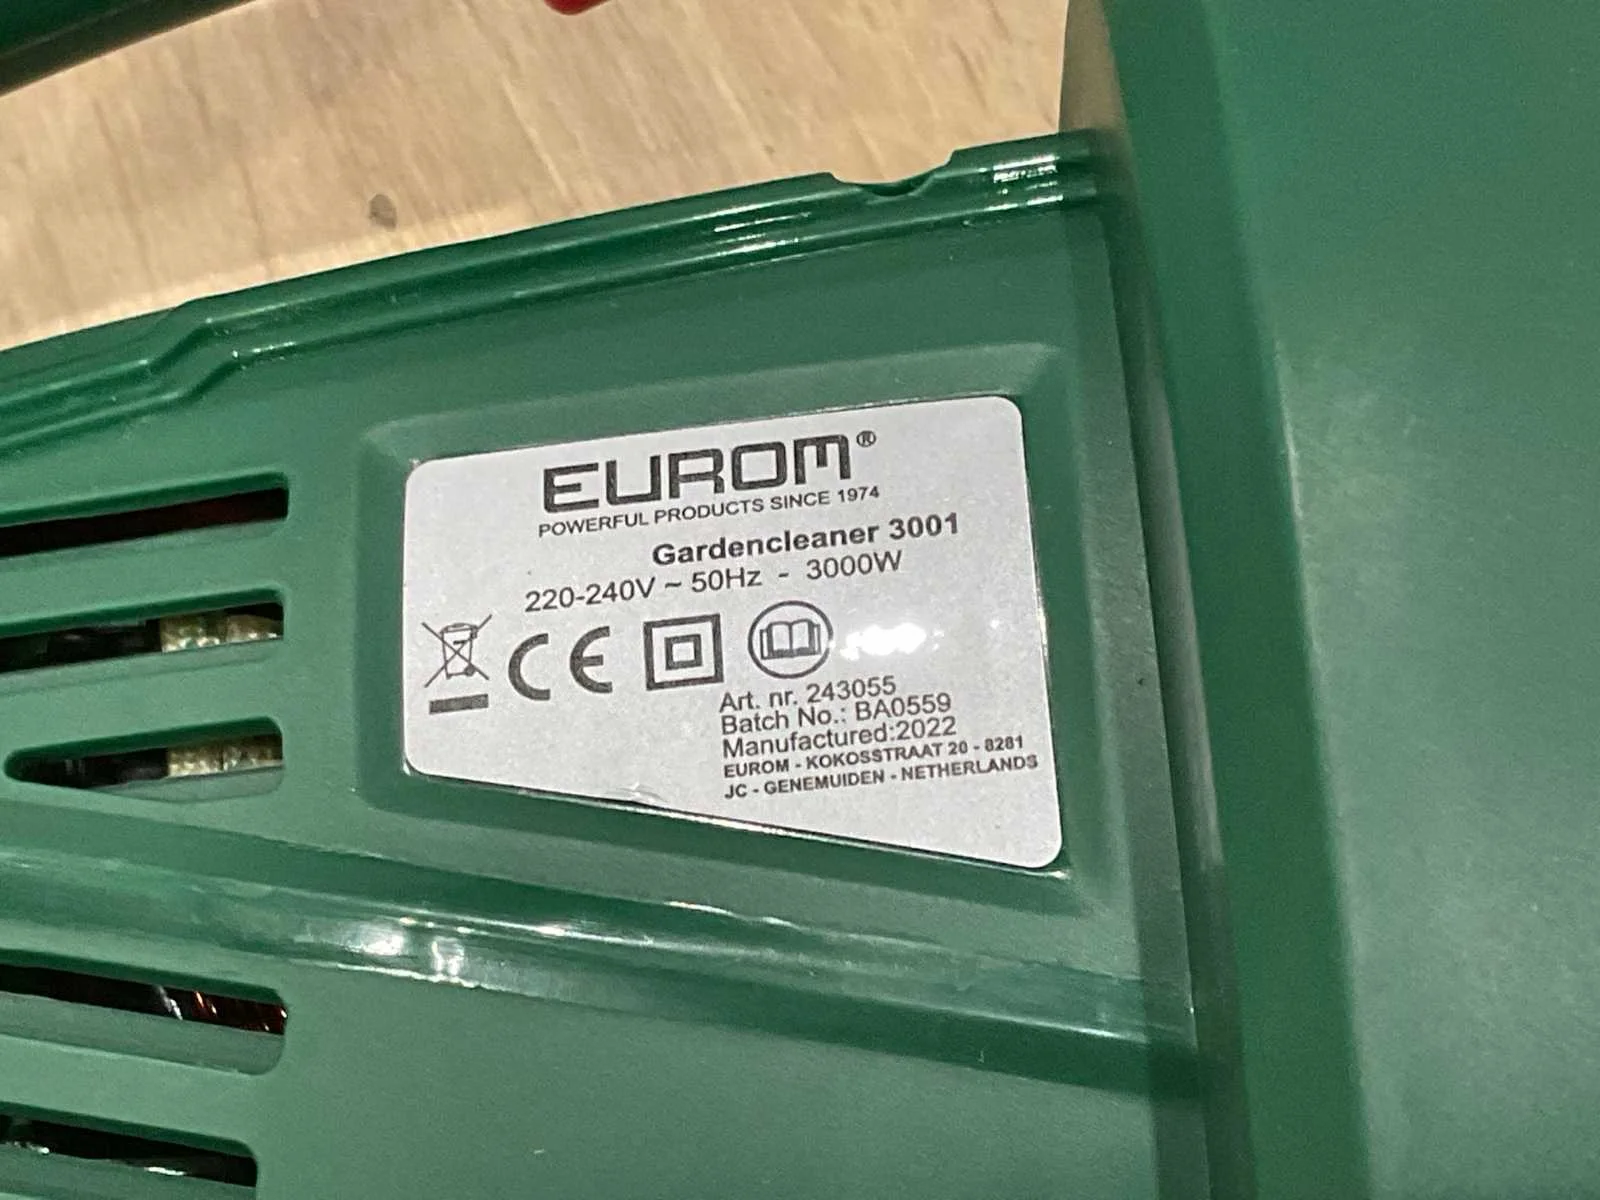 EUROM®
POWERFUL PRODUCTS SINCE 1974
Gardencleaner 3001
220-240V ~ 50Hz - 3000W
CE
Art. nr. 243055
Batch No.: BA0559
Manufactured:2022
EUROM - KOKOSSTRAAT 20 - 8281
JC - GENEMUIDEN - NETHERLANDS